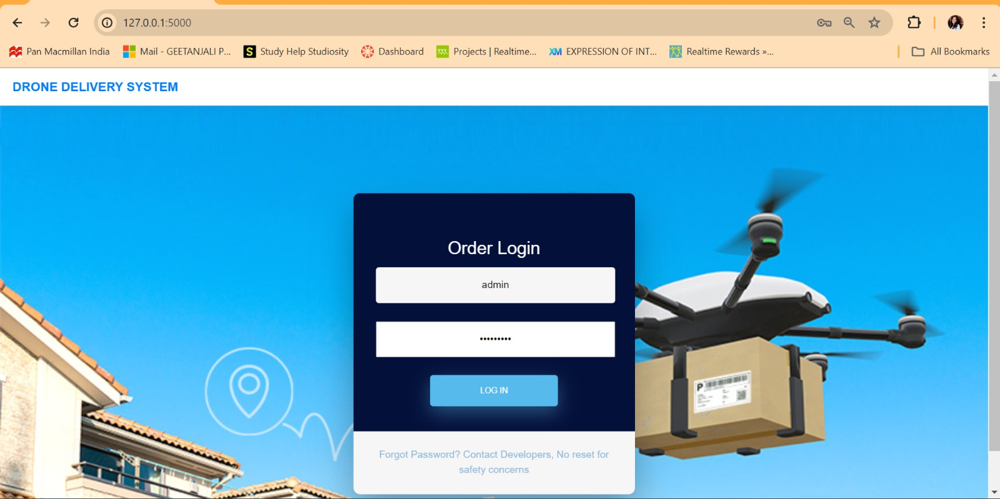 127.0.0.1:5000
Pan Macmillan India
Mail - GEETANJALI P...
Study Help Studiosity
Dashboard
Projects | Realtime...
EXPRESSION OF INT...
Realtime Rewards »...
All Bookmarks
DRONE DELIVERY SYSTEM
Order Login
admin
•••••••••
LOG IN
Forgot Password? Contact Developers, No reset for
safety concerns